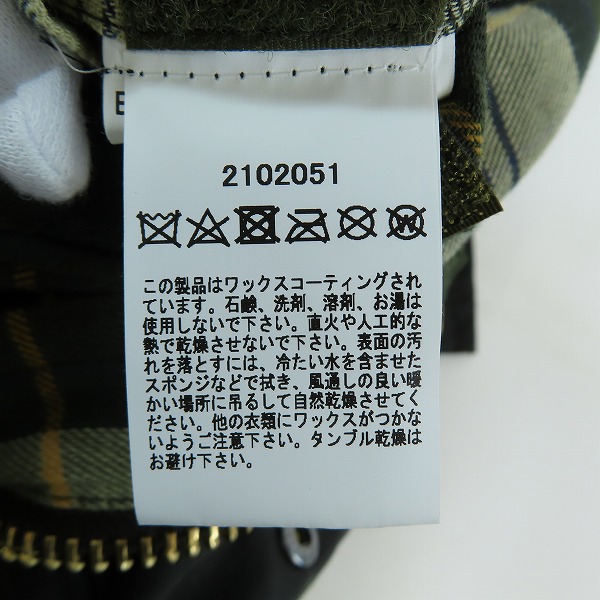 E
2102051
この製品はワックスコーティングされ
ています。石鹸、洗剤、溶剤、お湯は
使用しないで下さい。直火や人工的な
熱で乾燥させないで下さい。表面の汚
れを落とすには、冷たい水を含ませた
スポンジなどで拭き、風通しの良い暖
かい場所に吊るして自然乾燥させてく
ださい。他の衣類にワックスがつかな
いようご注意下さい。タンブル乾燥は
お避け下さい。